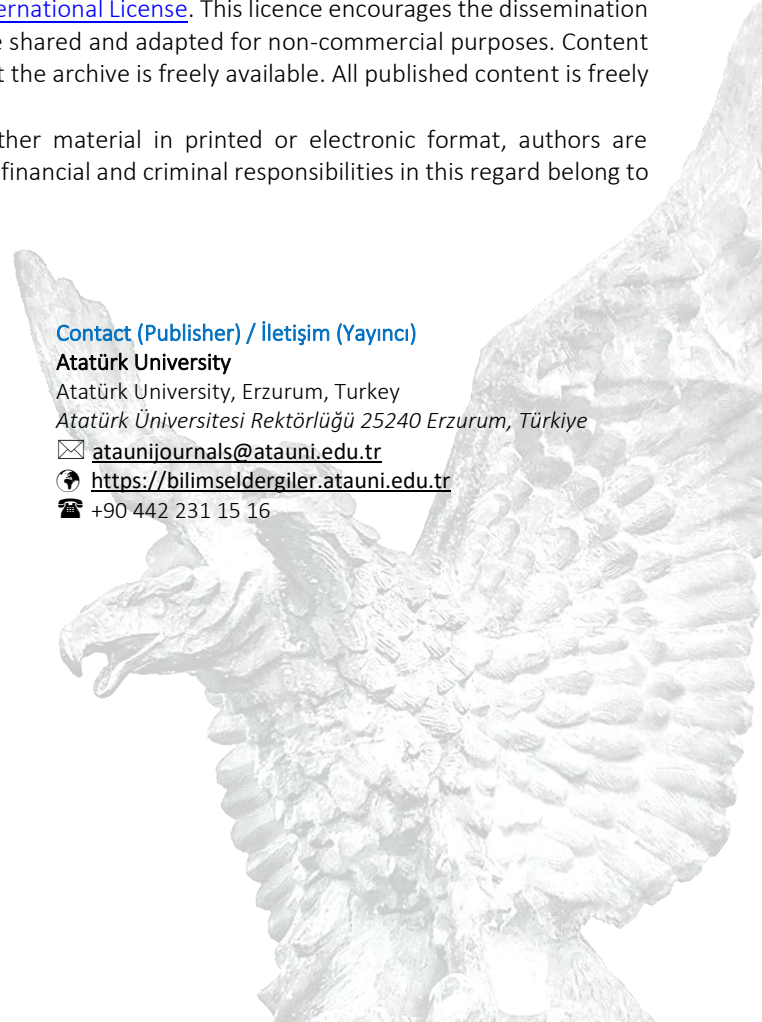 ernational License. This licence encourages the dissemination
e shared and adapted for non-commercial purposes. Content
t the archive is freely available. All published content is freely
ther material in printed or electronic format, authors are
financial and criminal responsibilities in this regard belong to
Contact (Publisher) / İletişim (Yayıncı)
Atatürk University
Atatürk University, Erzurum, Turkey
Atatürk Üniversitesi Rektörlüğü 25240 Erzurum, Türkiye
ataunijournals@atauni.edu.tr
https://bilimseldergiler.atauni.edu.tr
+90 442 231 15 16